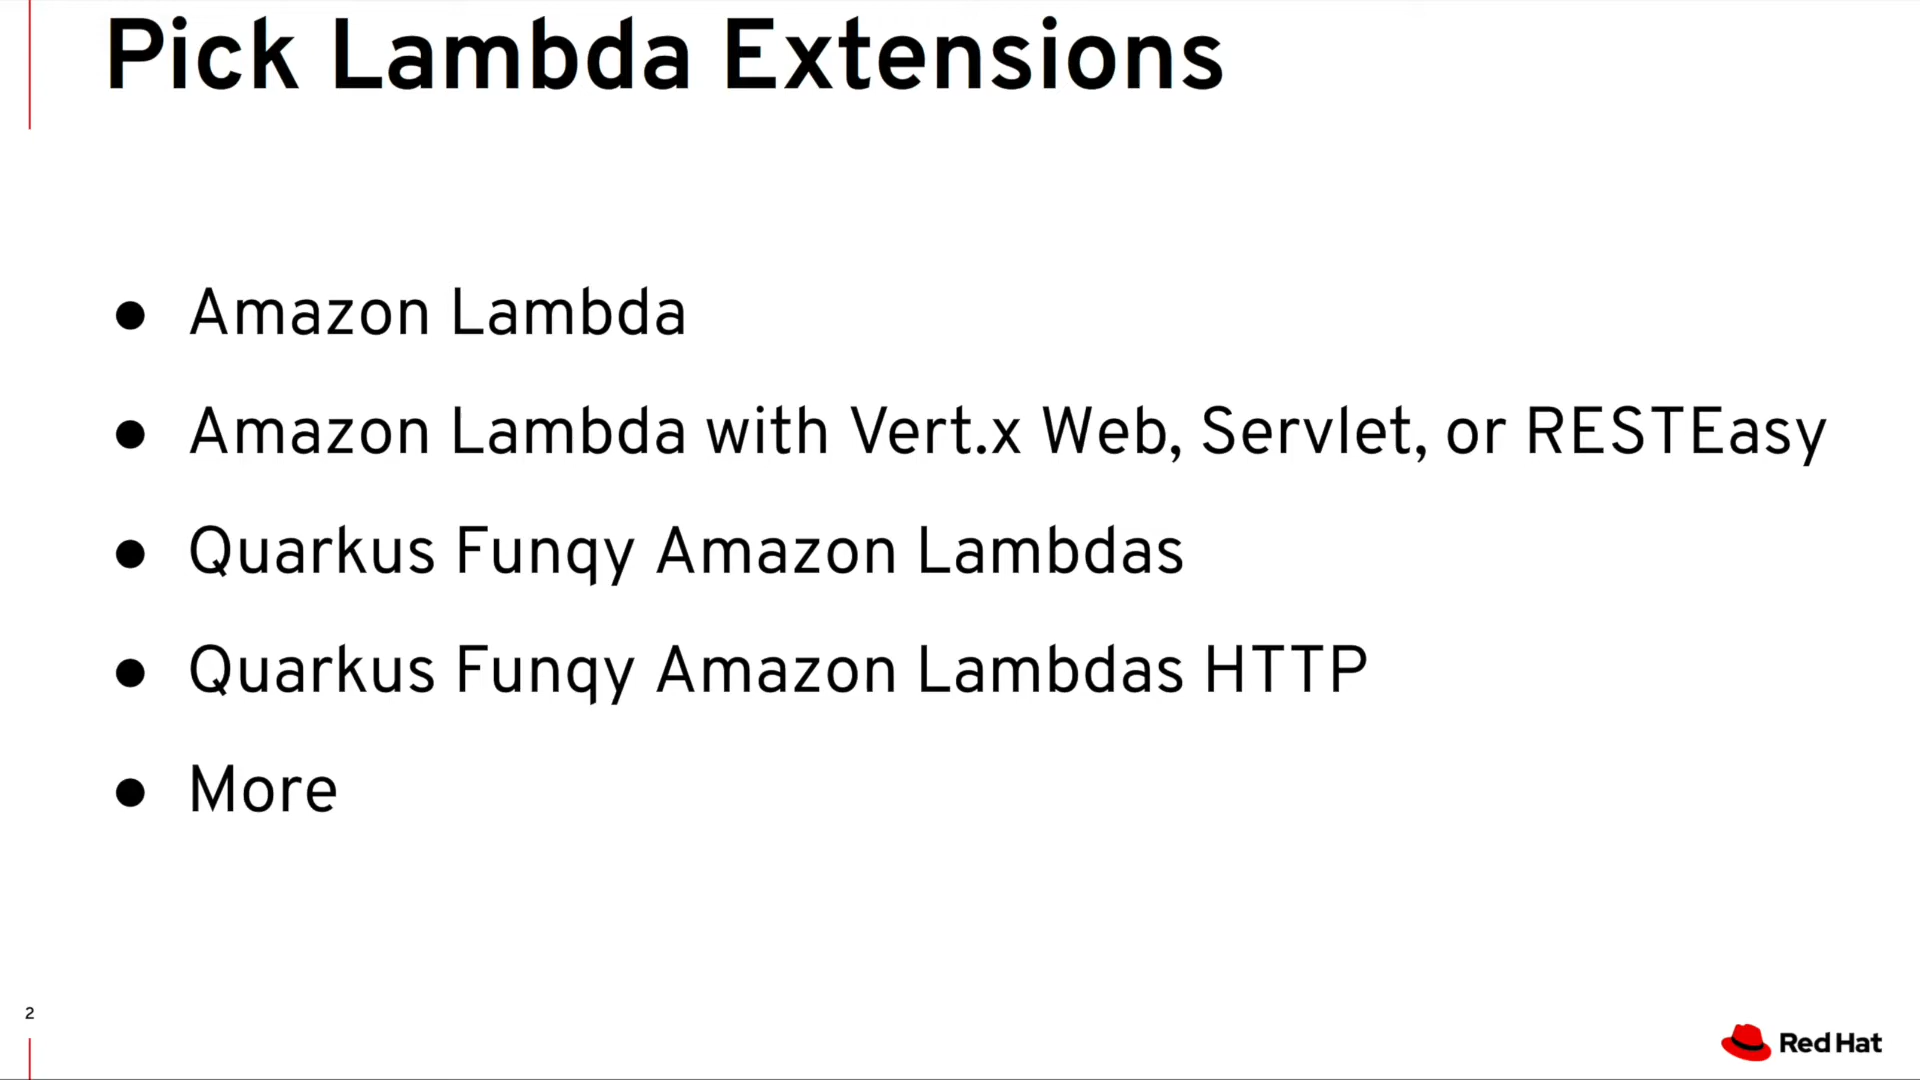 Pick Lambda Extensions
● Amazon Lambda
● Amazon Lambda with Vert.x Web, Servlet, or RESTEasy
● Quarkus Funqy Amazon Lambdas
● Quarkus Funqy Amazon Lambdas HTTP
● More
2
Red Hat